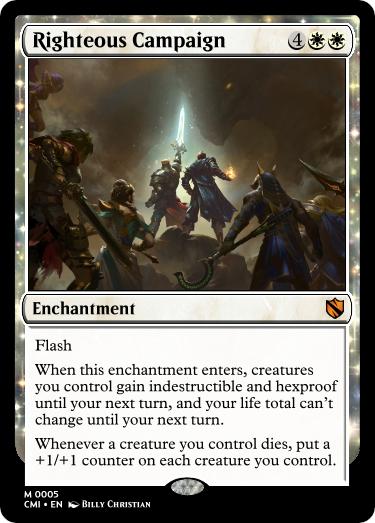 Righteous Campaign 4
Enchantment
Flash
When this enchantment enters, creatures
you control gain indestructible and hexproof
until your next turn, and your life total can't
change until your next turn.
Whenever a creature you control dies, put a
+1/+1 counter on each creature you control.
M 0005
CMI • EN Billy Christian